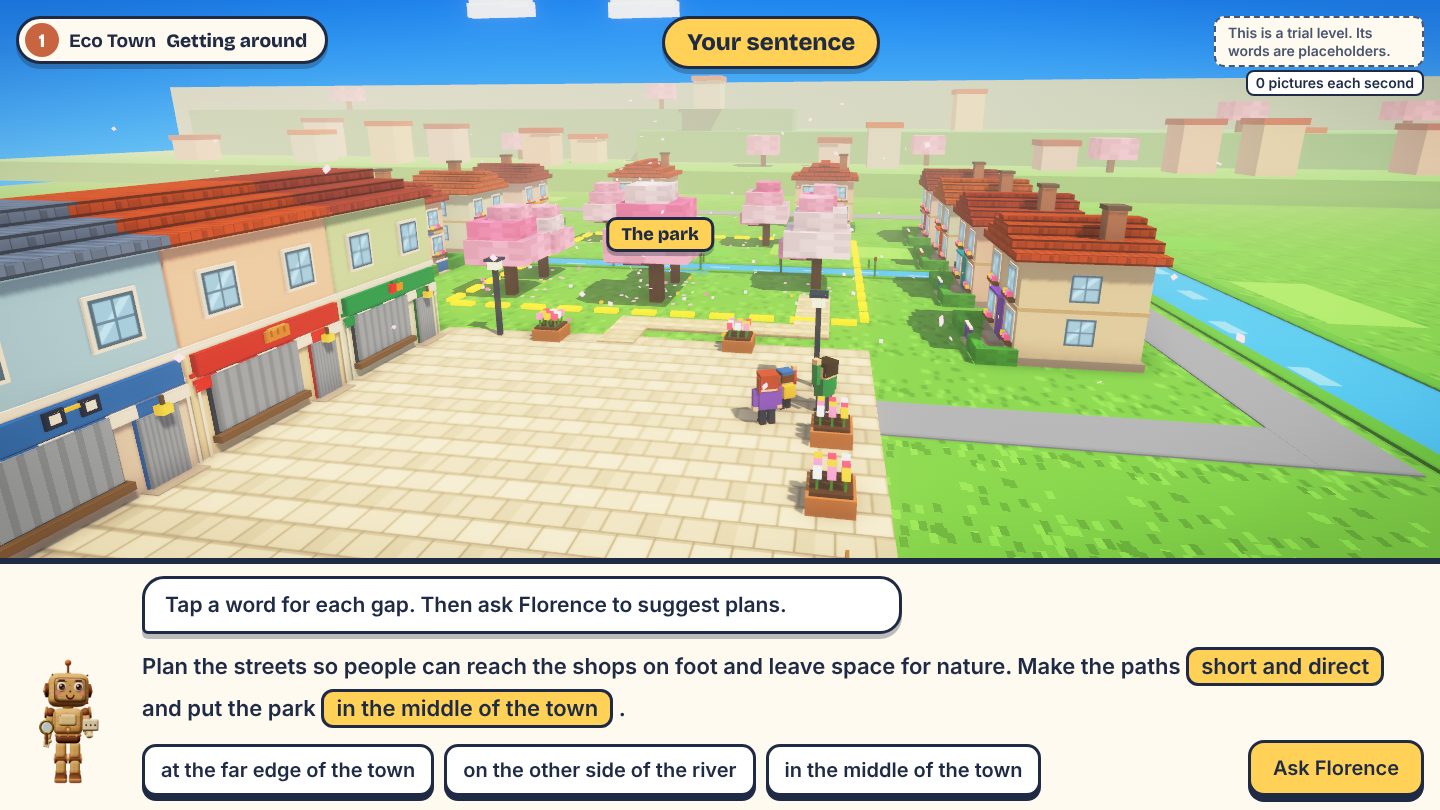 1 Eco Town Getting around
Your sentence
This is a trial level. Its
words are placeholders.
0 pictures each second
The park
Tap a word for each gap. Then ask Florence to suggest plans.
Plan the streets so people can reach the shops on foot and leave space for nature. Make the paths short and direct
and put the park in the middle of the town .
at the far edge of the town
on the other side of the river
in the middle of the town
Ask Florence